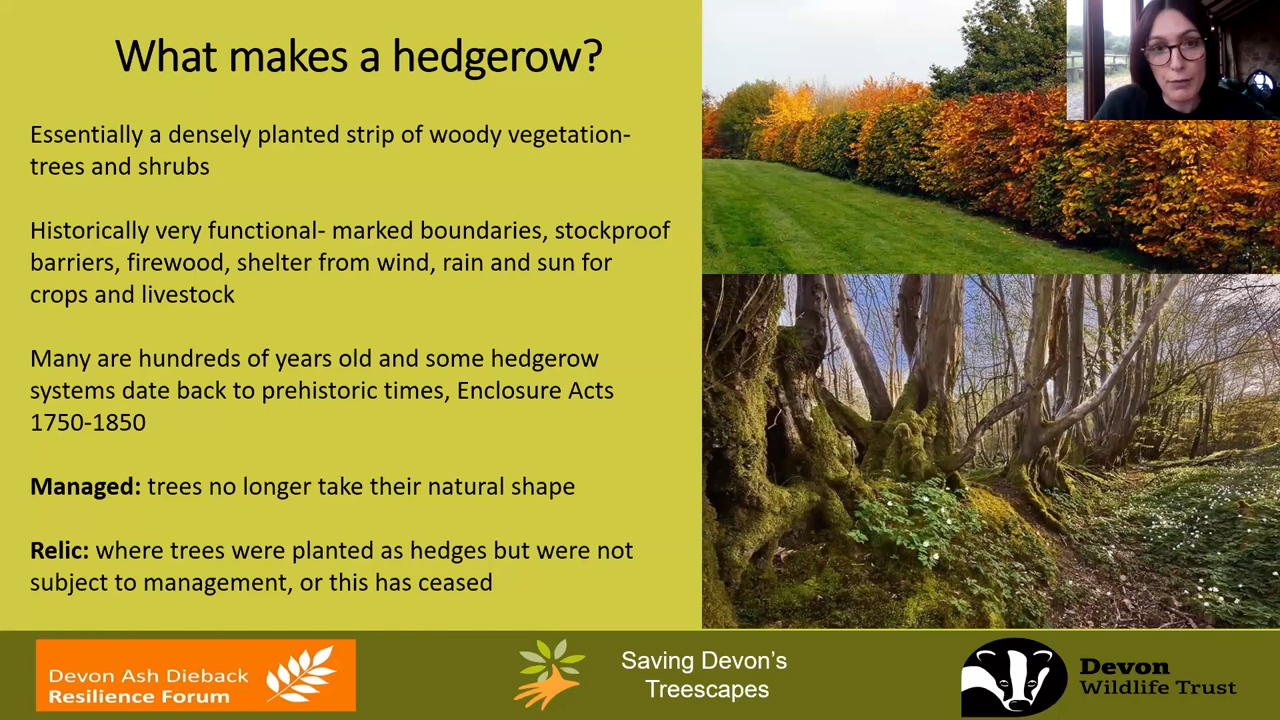 What makes a hedgerow?
Essentially a densely planted strip of woody vegetation-
trees and shrubs
Historically very functional- marked boundaries, stockproof
barriers, firewood, shelter from wind, rain and sun for
crops and livestock
Many are hundreds of years old and some hedgerow
systems date back to prehistoric times, Enclosure Acts
1750-1850
Managed: trees no longer take their natural shape
Relic: where trees were planted as hedges but were not
subject to management, or this has ceased
Devon Ash Dieback
Resilience Forum
Saving Devon's
Treescapes
Devon
Wildlife Trust